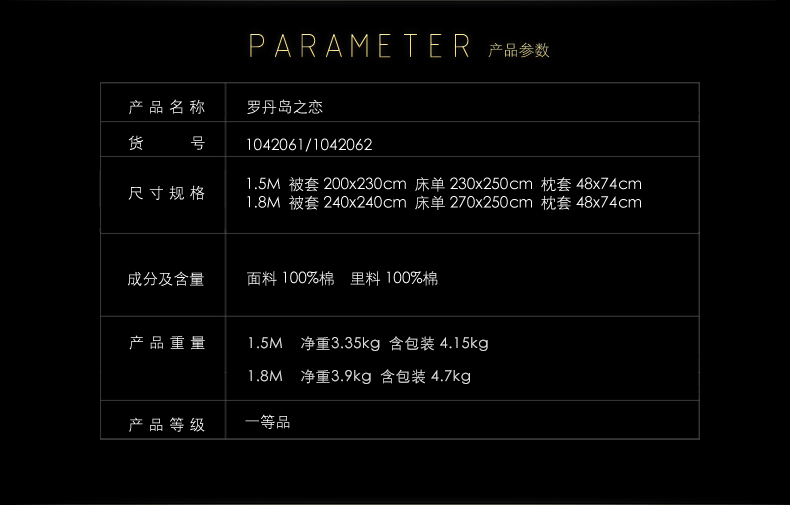 PARAMETER 产品参数
产品名称 罗丹岛之恋
货号 1042061/1042062
尺寸规格 1.5M 被套 200x230cm 床单 230x250cm 枕套 48x74cm
1.8M 被套 240x240cm 床单 270x250cm 枕套 48x74cm
成分及含量 面料 100%棉 里料 100%棉
产品重量 1.5M 净重3.35kg 含包装 4.15kg
1.8M 净重3.9kg 含包装 4.7kg
产品等级 一等品